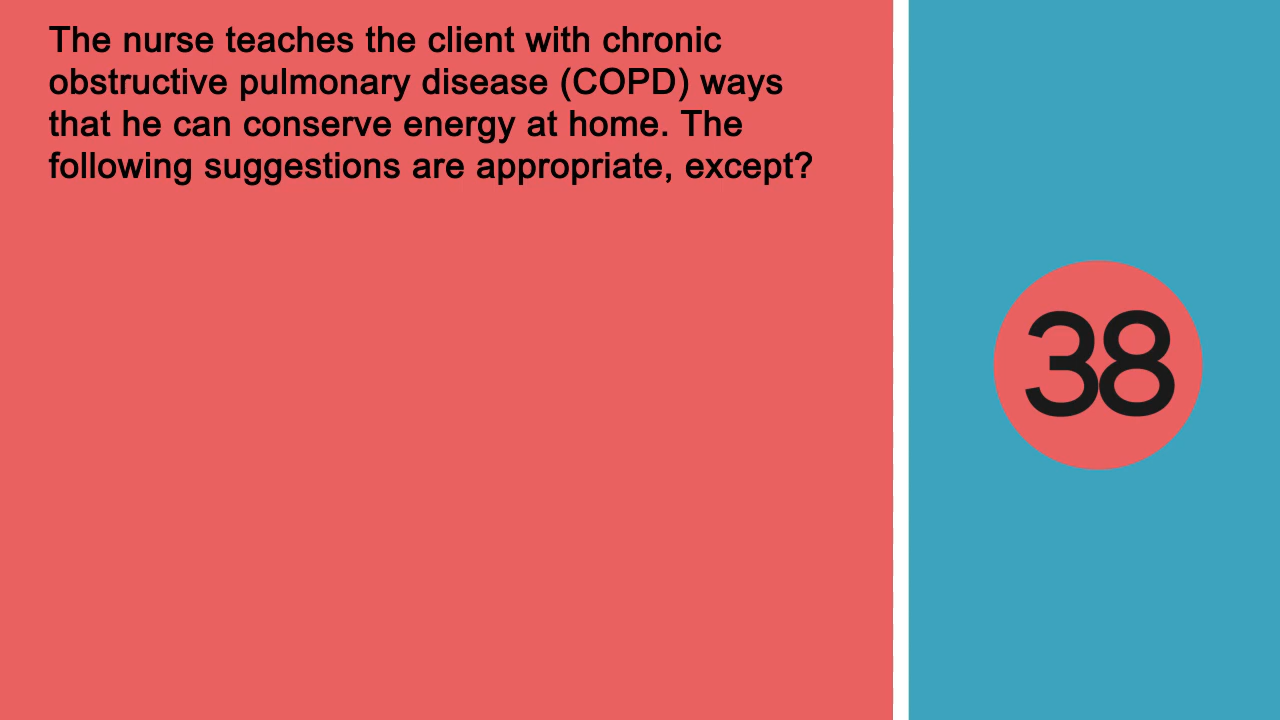 The nurse teaches the client with chronic
obstructive pulmonary disease (COPD) ways
that he can conserve energy at home. The
following suggestions are appropriate, except?
38